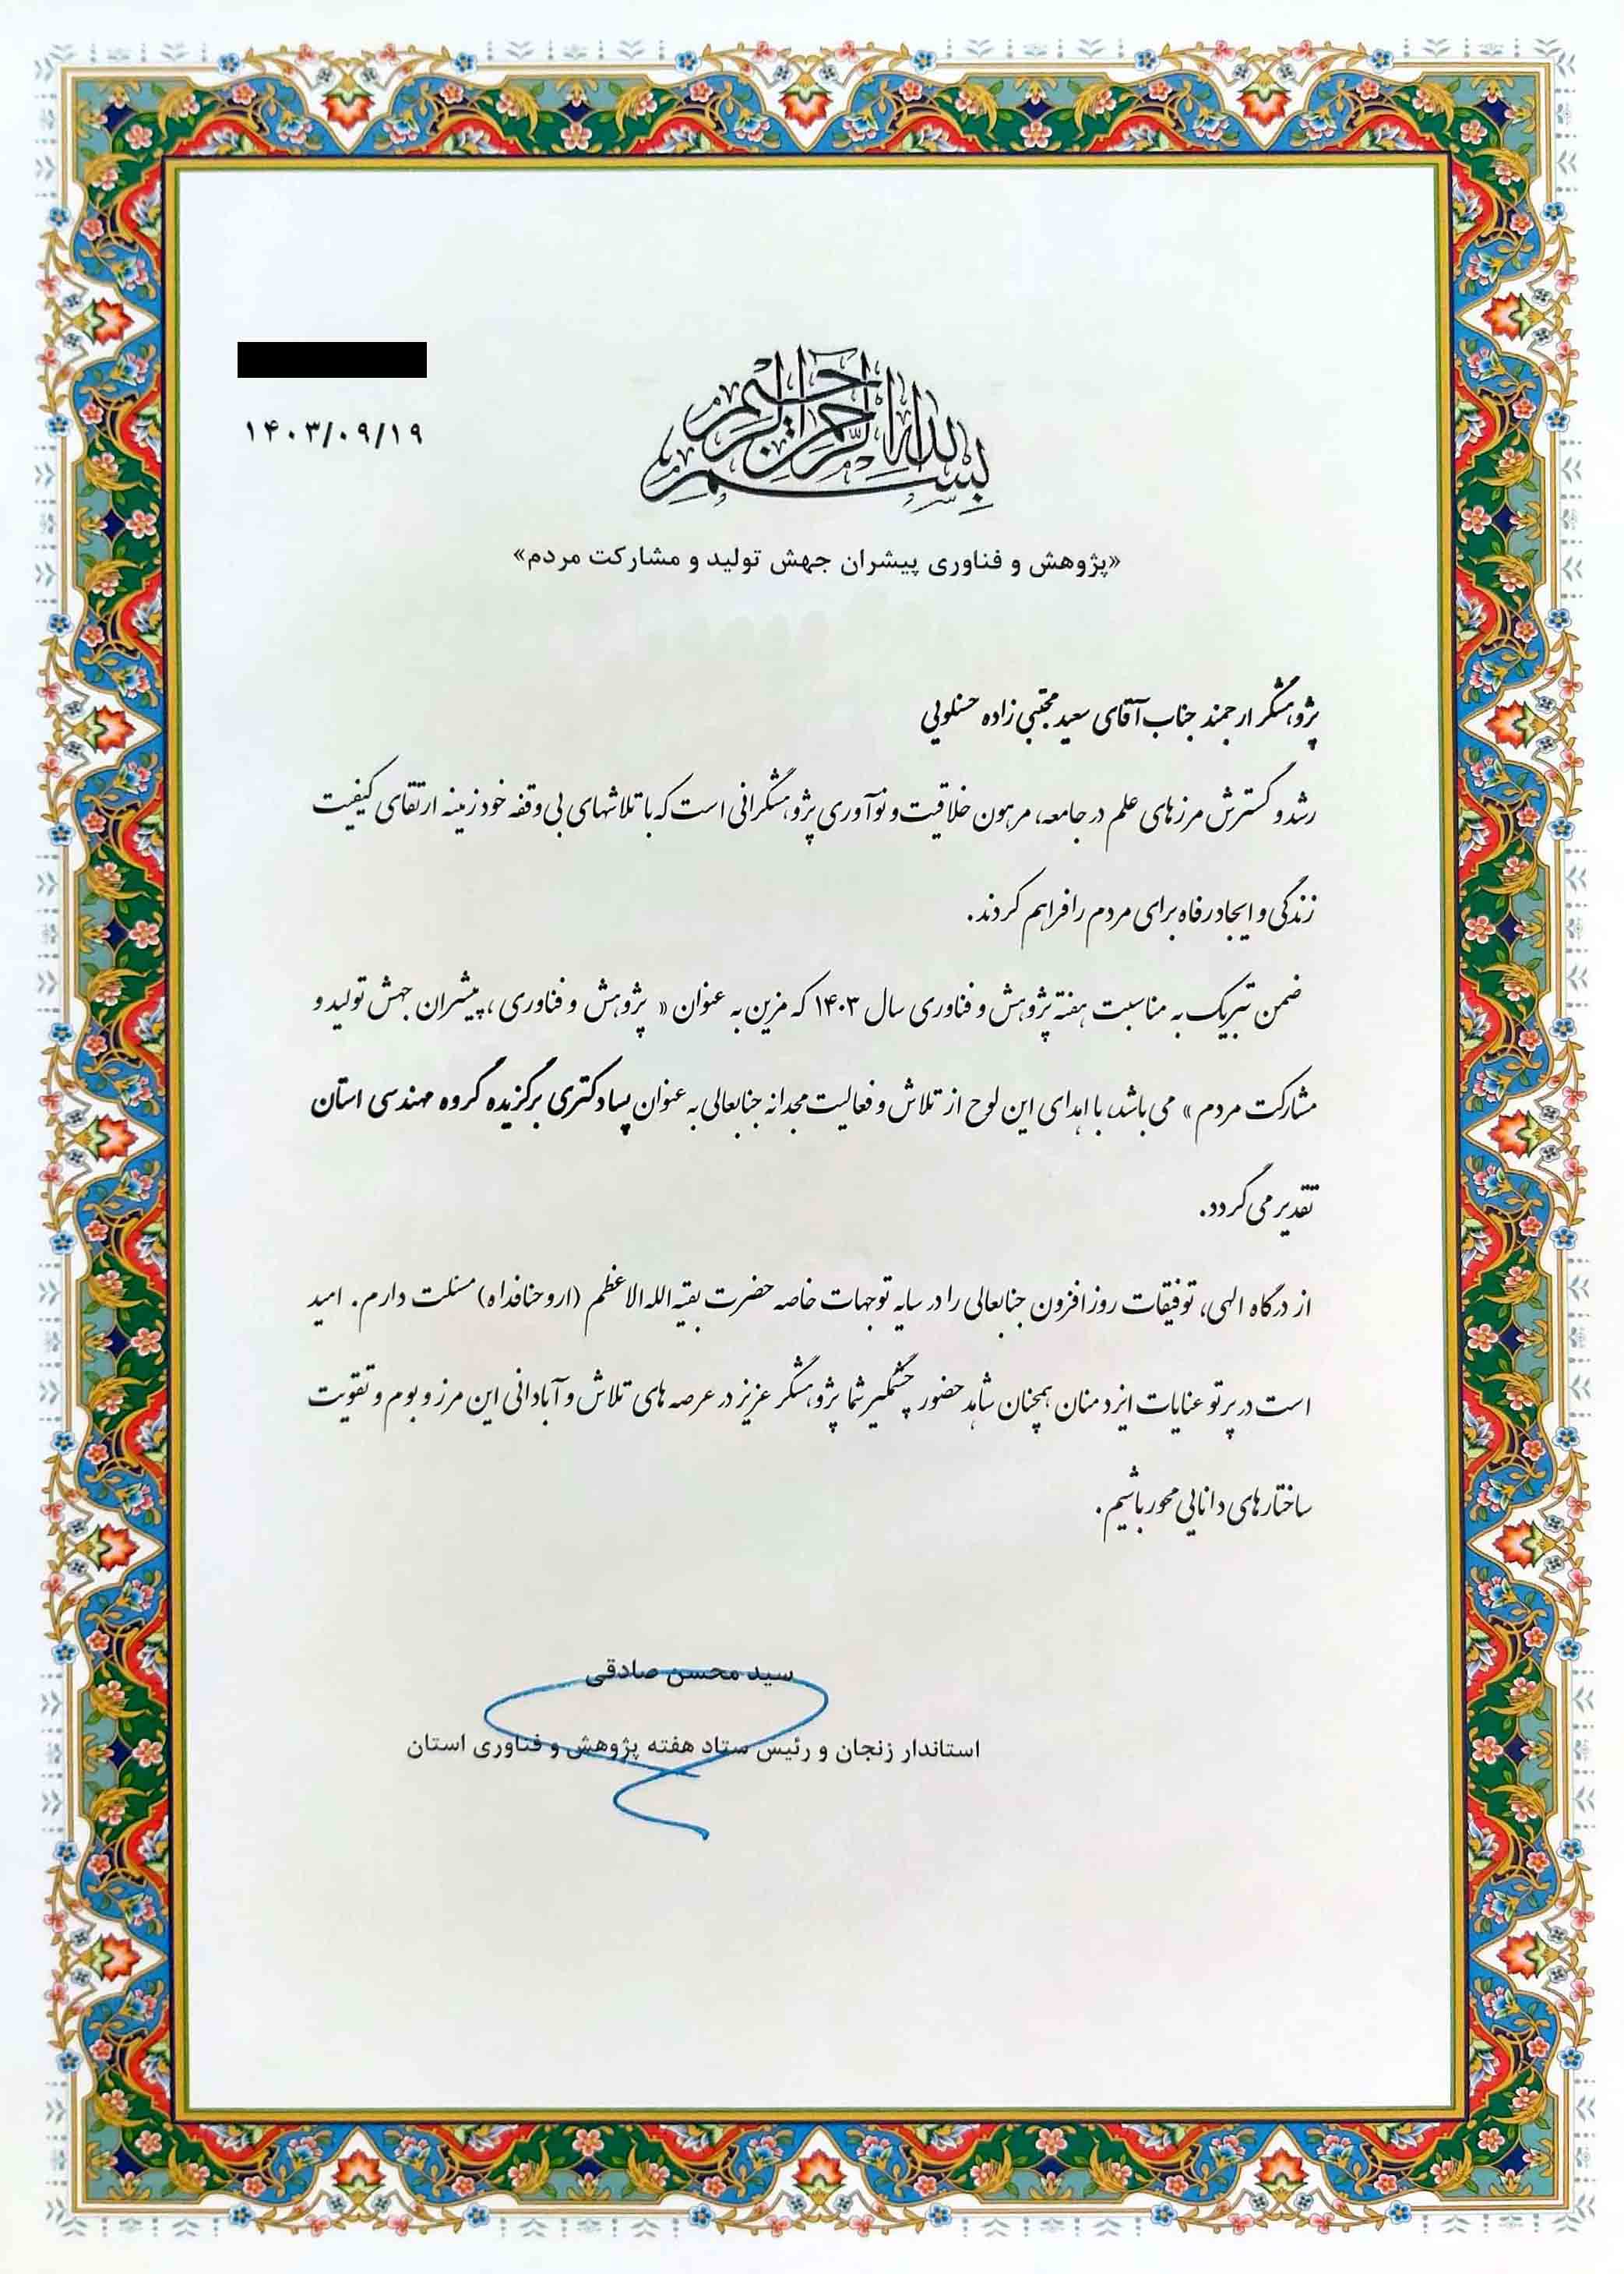 ۱۴۰۳/۰۹/۱۹
بسم الله الرحمن الرحیم
«پژوهش و فناوری پیشران جهش تولید و مشارکت مردم»
پژوهشگر ارجمند جناب آقای سعید مجتبی زاده حسنلویی
رشد و گسترش مرزهای علم در جامعه، مرهون خلاقیت و نوآوری پژوهشگرانی است که با تلاشهای بی وقفه خود زمینه ارتقای کیفیت
زندگی و ایجاد رفاه برای مردم را فراهم کردند.
ضمن تبریک به مناسبت هفته پژوهش و فناوری سال ۱۴۰۳ که مزین به عنوان « پژوهش و فناوری ، پیشران جهش تولید و
مشارکت مردم » می باشد، با اهدای این لوح از تلاش و فعالیت مجدانه جنابعالی به عنوان پسادکتری برگزیده گروه مهندسی استان
تقدیر می گردد.
از درگاه الهی، توفیقات روزافزون جنابعالی را در سایه توجهات خاصه حضرت بقیه الله الاعظم (ارواحنا فداه) مسئلت دارم. امید
است در پرتو عنایات ایزد منان همچنان شاهد حضور چشمگیر شما پژوهشگر عزیز در عرصه های تلاش و آبادانی این مرز و بوم و تقویت
ساختارهای دانایی محور باشیم.
سید محسن صادقی
استاندار زنجان و رئیس ستاد هفته پژوهش و فناوری استان